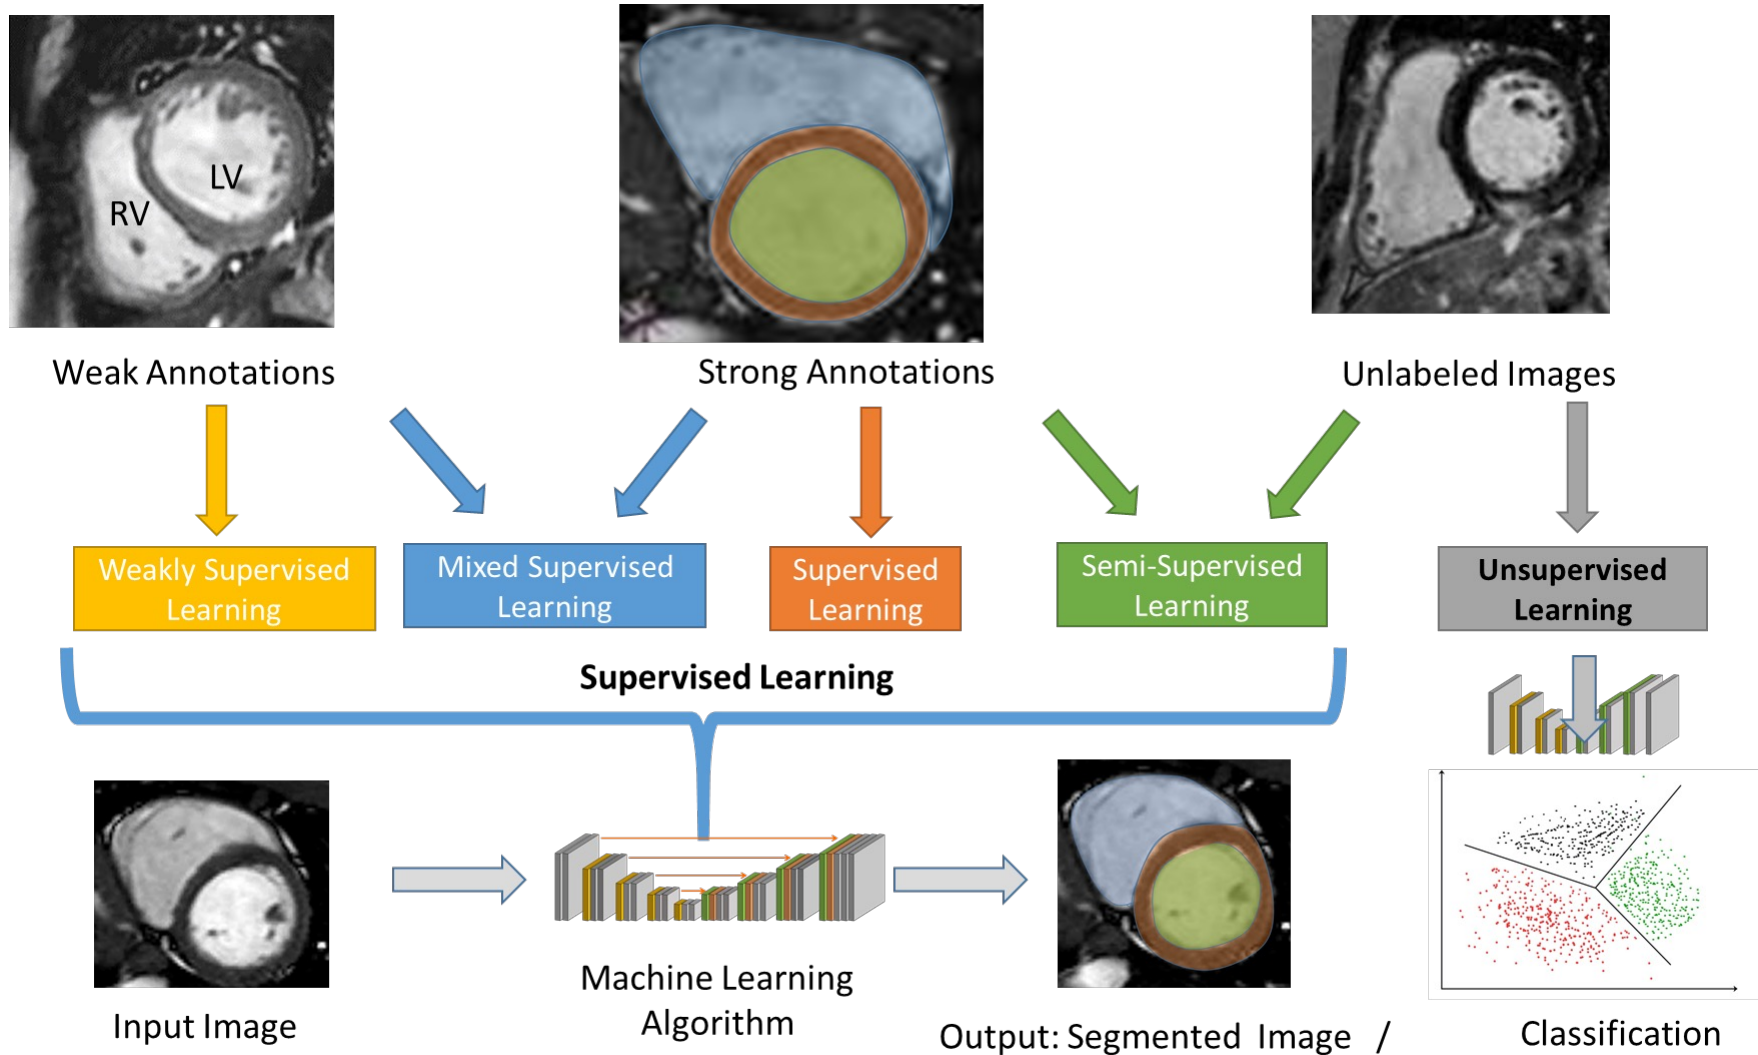 LV
RV
Weak Annotations
Strong Annotations
Unlabeled Images
Weakly Supervised
Learning
Mixed Supervised
Learning
Supervised
Learning
Semi-Supervised
Learning
Unsupervised
Learning
Supervised Learning
Input Image
Machine Learning
Algorithm
Output: Segmented Image / Classification